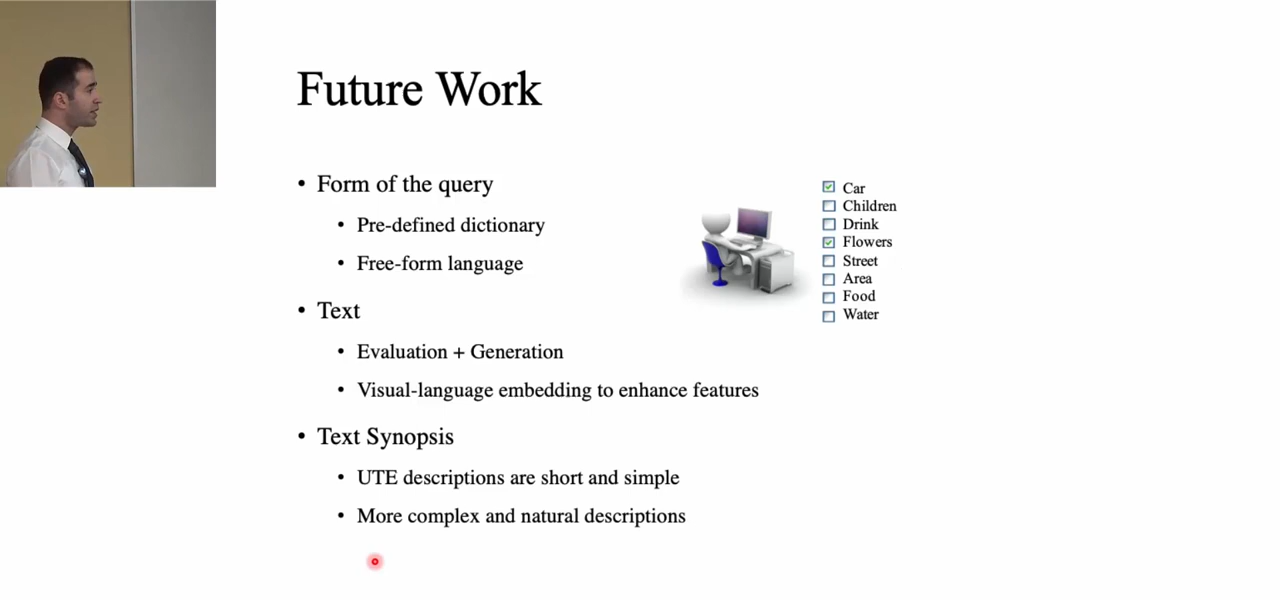 Future Work
• Form of the query
• Pre-defined dictionary
• Free-form language
• Text
• Evaluation + Generation
• Visual-language embedding to enhance features
• Text Synopsis
• UTE descriptions are short and simple
• More complex and natural descriptions
Car
Children
Drink
Flowers
Street
Area
Food
Water